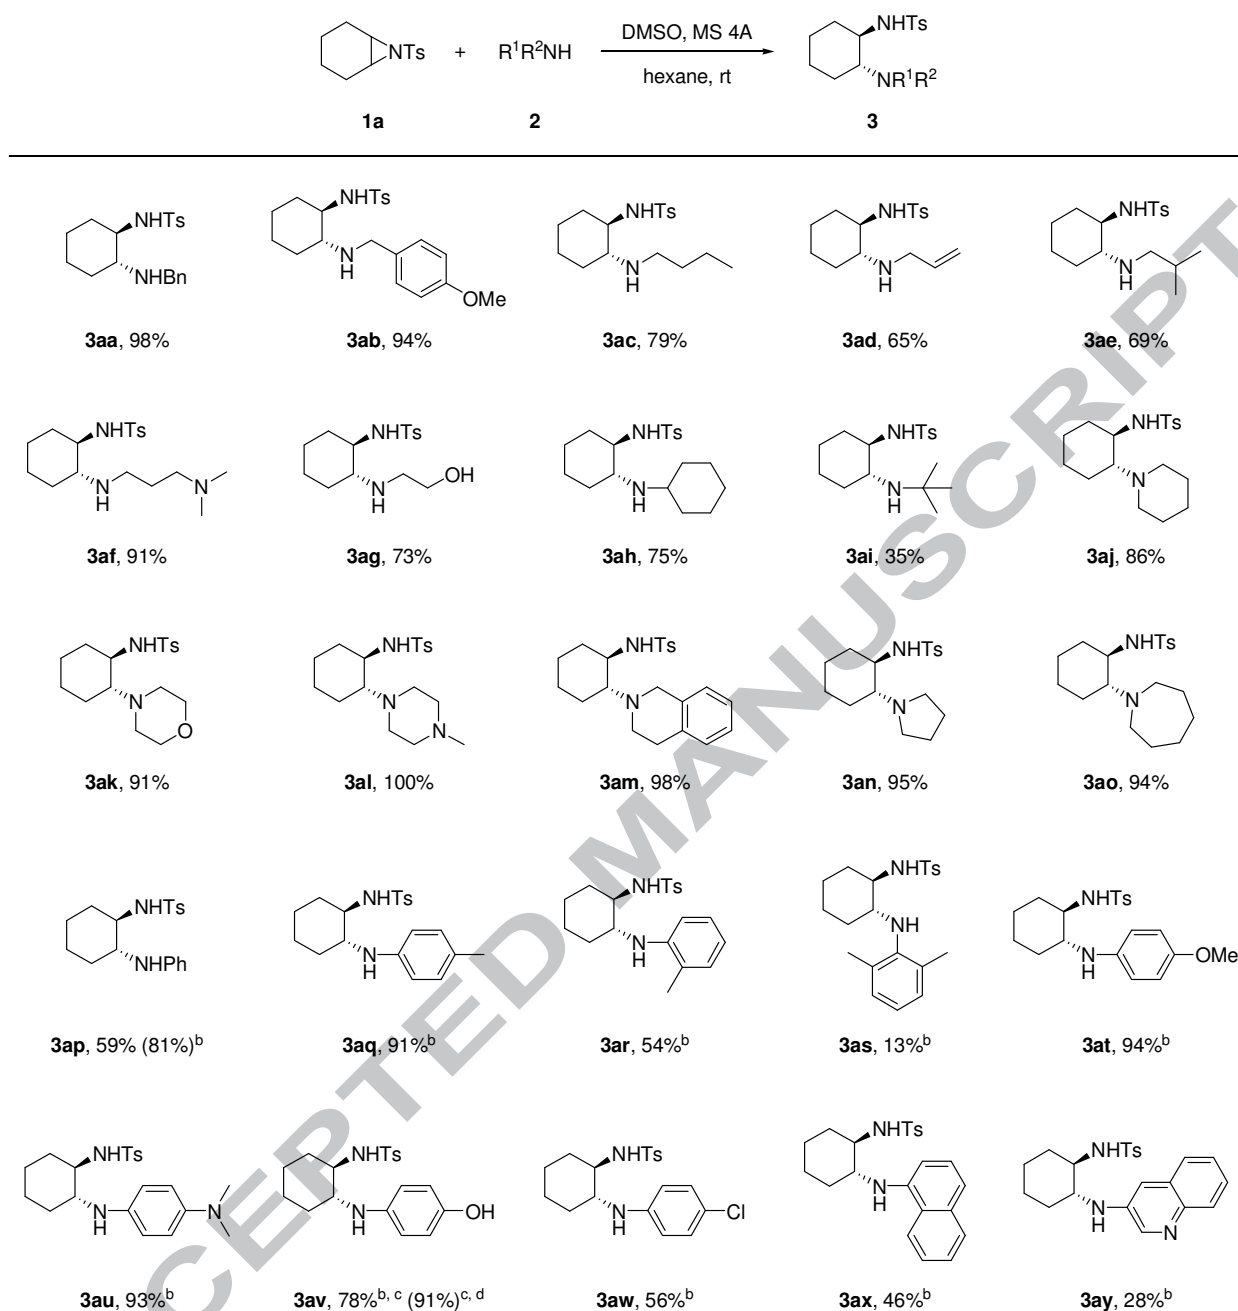 NTs + R¹R²NH DMSO, MS 4A hexane, rt NHTs NR¹R²
1a 2 3
NHTs NHBn NHTs N H OMe NHTs N H NHTs N H NHTs N H
3aa, 98% 3ab, 94% 3ac, 79% 3ad, 65% 3ae, 69%
NHTs N H N NHTs N H OH NHTs N H NHTs N H NHTs N
3af, 91% 3ag, 73% 3ah, 75% 3ai, 35% 3aj, 86%
NHTs N O NHTs N N NHTs N NHTs N NHTs N
3ak, 91% 3al, 100% 3am, 98% 3an, 95% 3ao, 94%
NHTs NHPh NHTs N H NHTs N H NHTs NH NHTs N H OMe
3ap, 59% (81%)ᵇ 3aq, 91%ᵇ 3ar, 54%ᵇ 3as, 13%ᵇ 3at, 94%ᵇ
NHTs N H N NHTs N H OH NHTs N H Cl NHTs N H NHTs N H N
3au, 93%ᵇ 3av, 78%ᵇ, ᶜ (91%)ᶜ, ᵈ 3aw, 56%ᵇ 3ax, 46%ᵇ 3ay, 28%ᵇ
CEPTED MANUSCRIPT